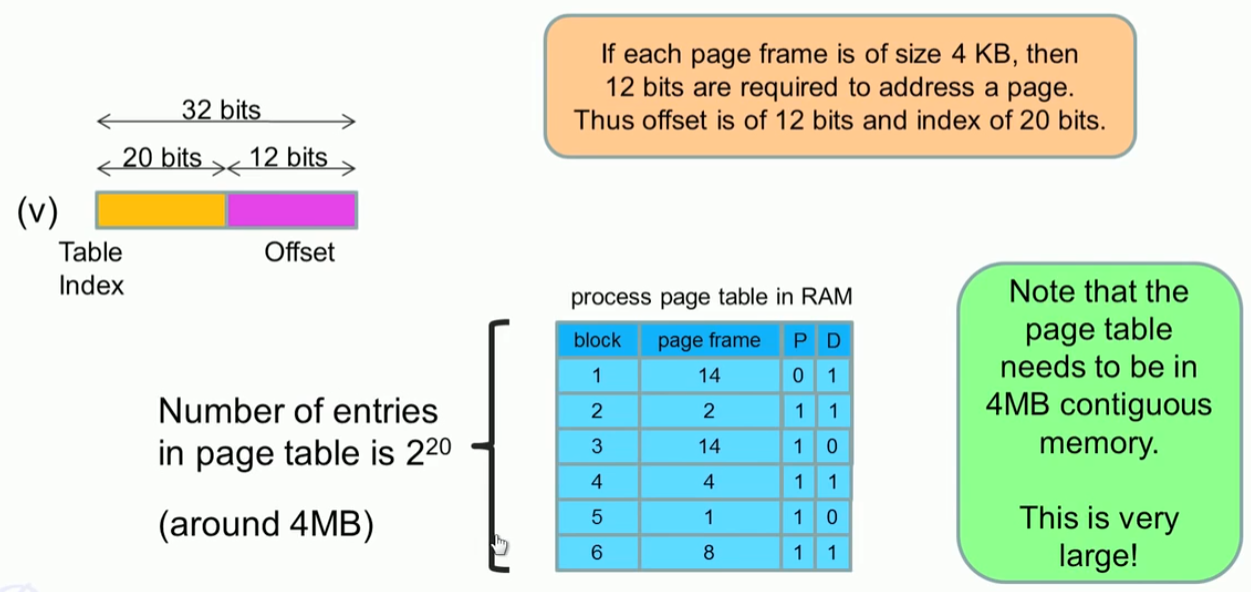 If each page frame is of size 4 KB, then
12 bits are required to address a page.
Thus offset is of 12 bits and index of 20 bits.
32 bits
20 bits 12 bits
(v)
Table
Index
Offset
process page table in RAM
block page frame P D
1 14 0 1
2 2 1 1
3 14 1 0
4 4 1 1
5 1 1 0
6 8 1 1
Number of entries
in page table is 2²⁰
(around 4MB)
Note that the
page table
needs to be in
4MB contiguous
memory.
This is very
large!